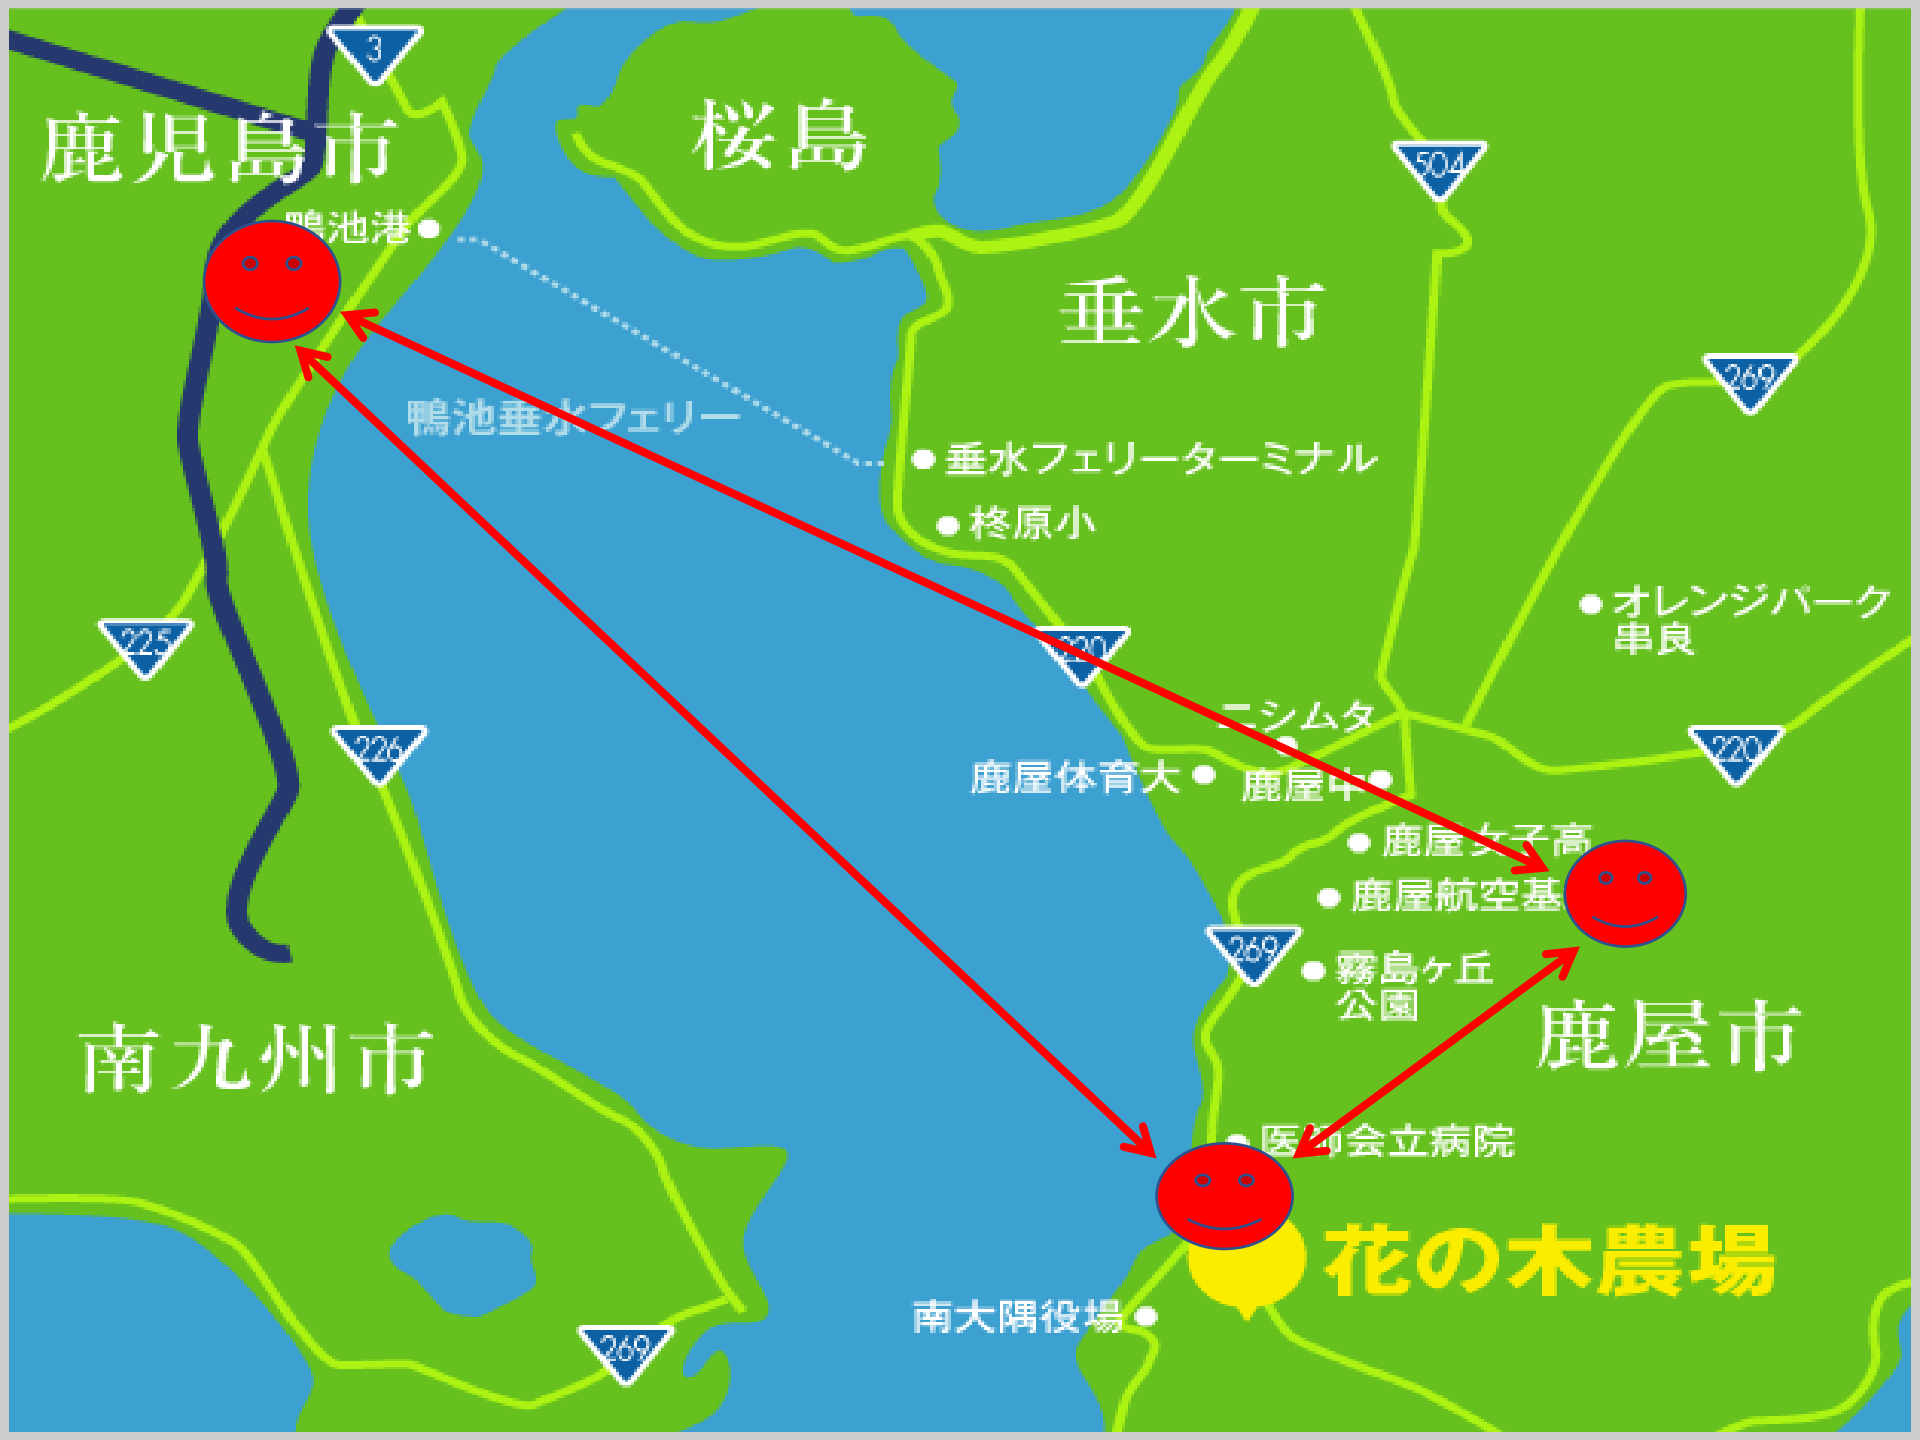 3
鹿児島市
桜島
504
鴨池港
垂水市
269
鴨池垂水フェリー
垂水フェリーターミナル
柊原小
オレンジパーク
串良
225
220
226
ニシムタ
220
鹿屋体育大
鹿屋中
鹿屋女子高
鹿屋航空基
269
霧島ヶ丘
公園
鹿屋市
南九州市
医師会立病院
花の木農場
南大隅役場
269